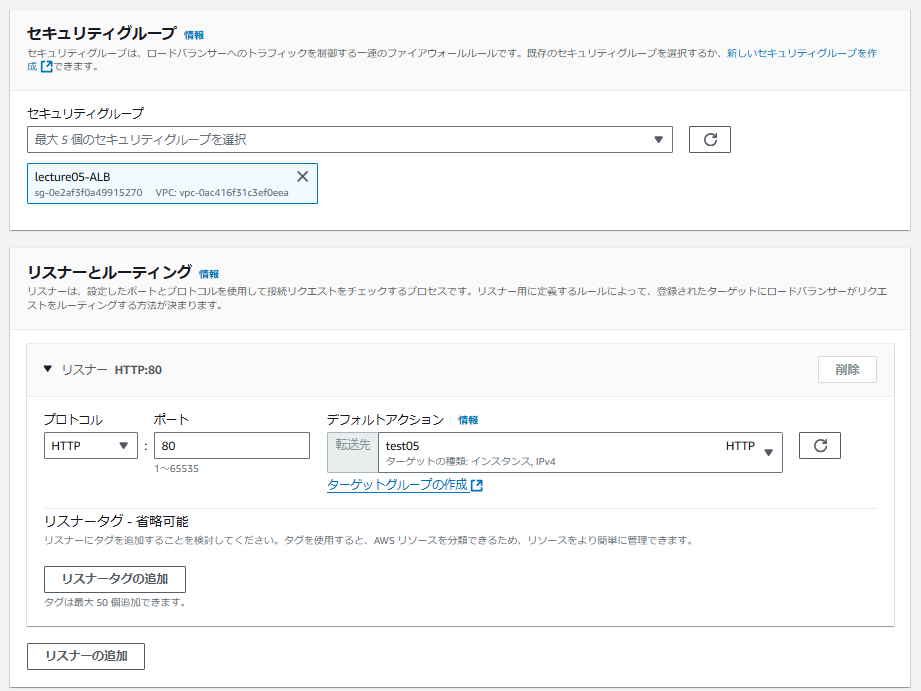 セキュリティグループ 情報
セキュリティグループは、ロードバランサーへのトラフィックを制御する一連のファイアウォールルールです。既存のセキュリティグループを選択するか、新しいセキュリティグループを作
成 できます。
セキュリティグループ
最大 5 個のセキュリティグループを選択
lecture05-ALB
sg-0e2af3f0a49915270 VPC: vpc-0ac416f31c3ef0eea
リスナーとルーティング 情報
リスナーは、設定したポートとプロトコルを使用して接続リクエストをチェックするプロセスです。リスナー用に定義するルールによって、登録されたターゲットにロードバランサーがリクエ
ストをルーティングする方法が決まります。
リスナー HTTP:80 削除
プロトコル ポート デフォルトアクション 情報
HTTP : 80 転送先 test05 HTTP
ターゲットの種類: インスタンス, IPv4
1～65535
ターゲットグループの作成
リスナータグ - 省略可能
リスナーにタグを追加することを検討してください。タグを使用すると、AWS リソースを分類できるため、リソースをより簡単に管理できます。
リスナータグの追加
タグは最大 50 個追加できます。
リスナーの追加